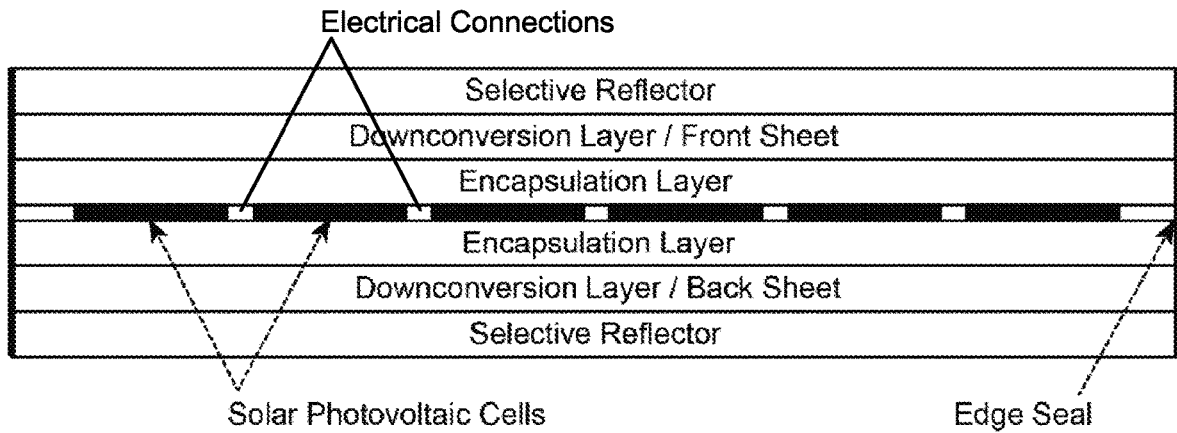 Electrical Connections
Selective Reflector
Downconversion Layer / Front Sheet
Encapsulation Layer
Encapsulation Layer
Downconversion Layer / Back Sheet
Selective Reflector
Solar Photovoltaic Cells
Edge Seal